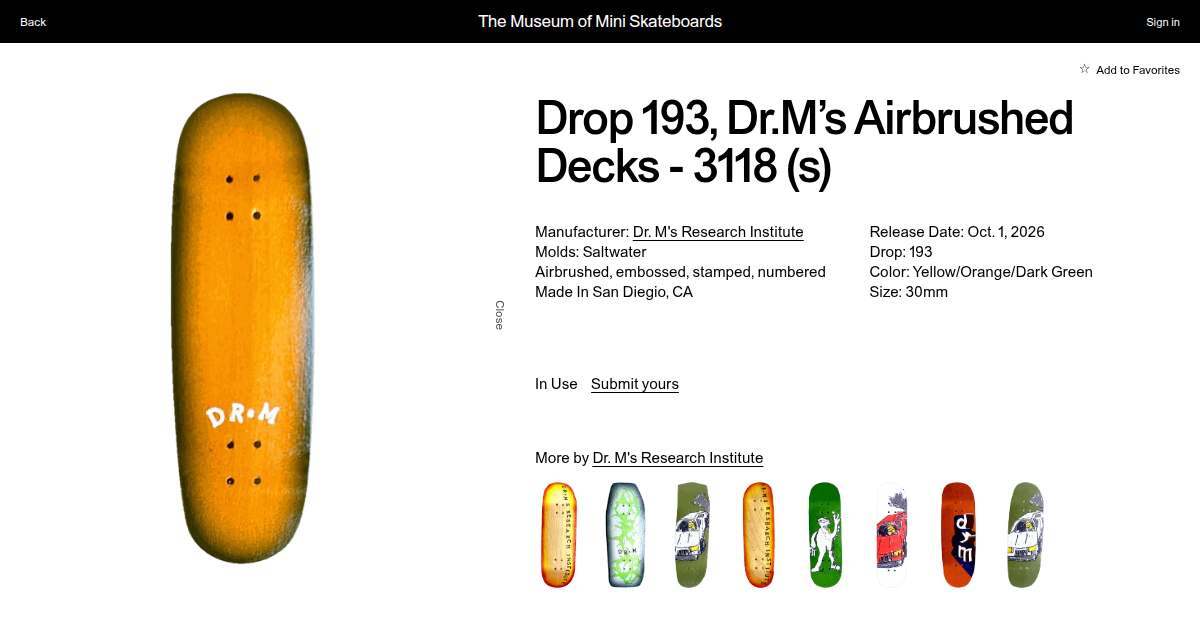 Back
The Museum of Mini Skateboards
Sign in
☆ Add to Favorites
Drop 193, Dr.M’s Airbrushed
Decks - 3118 (s)
Manufacturer: Dr. M's Research Institute
Molds: Saltwater
Airbrushed, embossed, stamped, numbered
Made In San Diegio, CA
Release Date: Oct. 1, 2026
Drop: 193
Color: Yellow/Orange/Dark Green
Size: 30mm
Close
DR•M
In Use Submit yours
More by Dr. M's Research Institute
DR•M